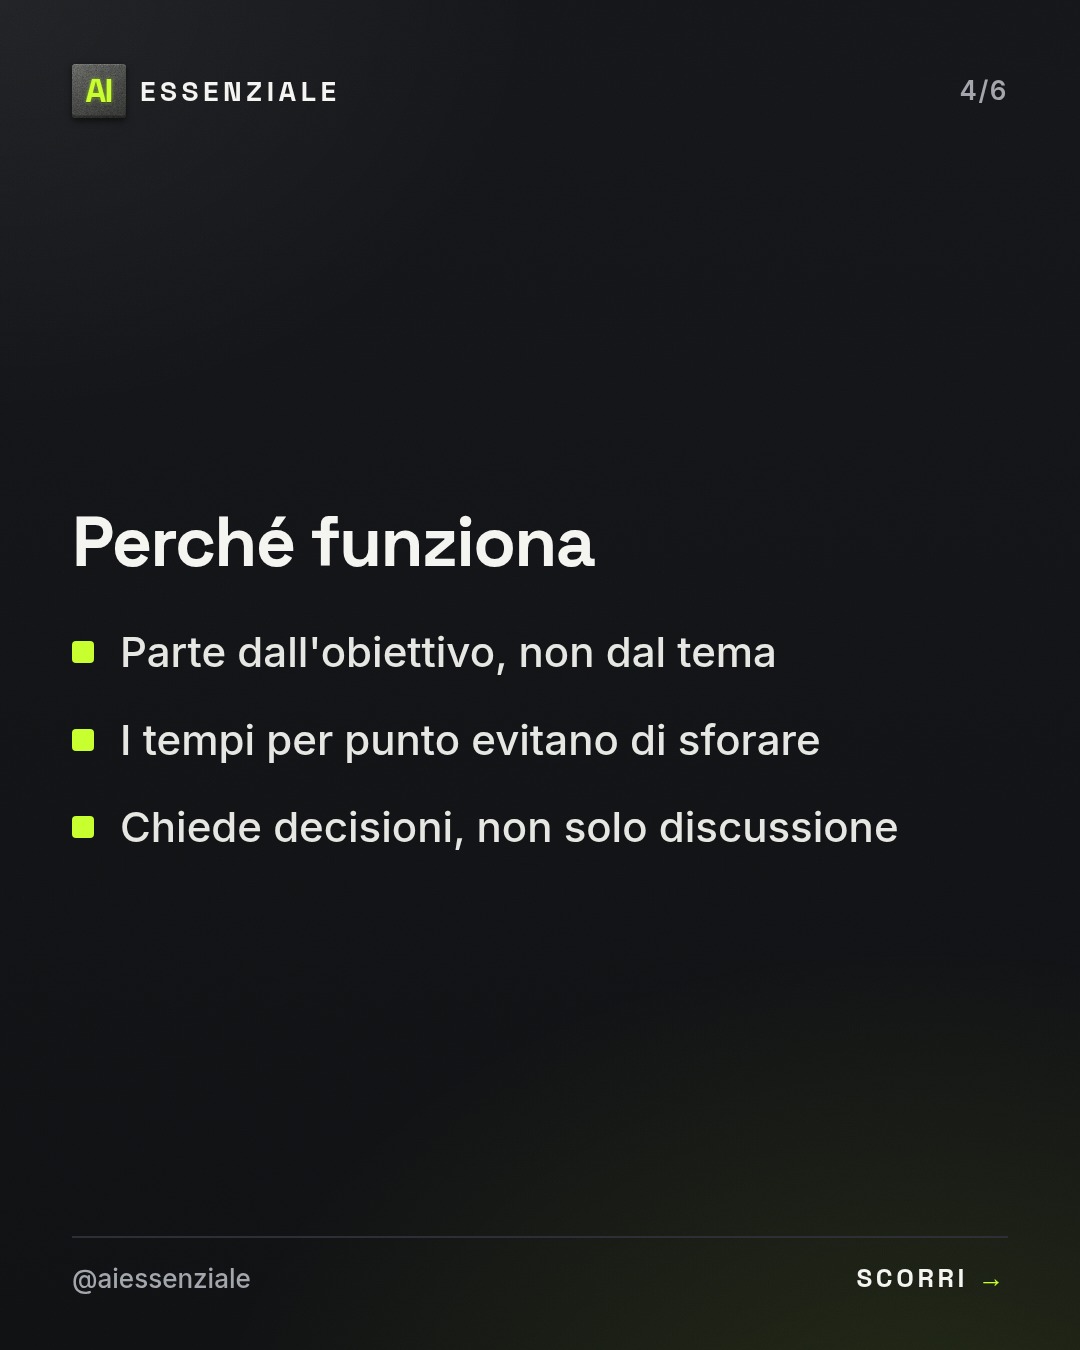 AI ESSENZIALE
4/6
Perché funziona
Parte dall'obiettivo, non dal tema
I tempi per punto evitano di sforare
Chiede decisioni, non solo discussione
@aiessenziale
SCORRI →